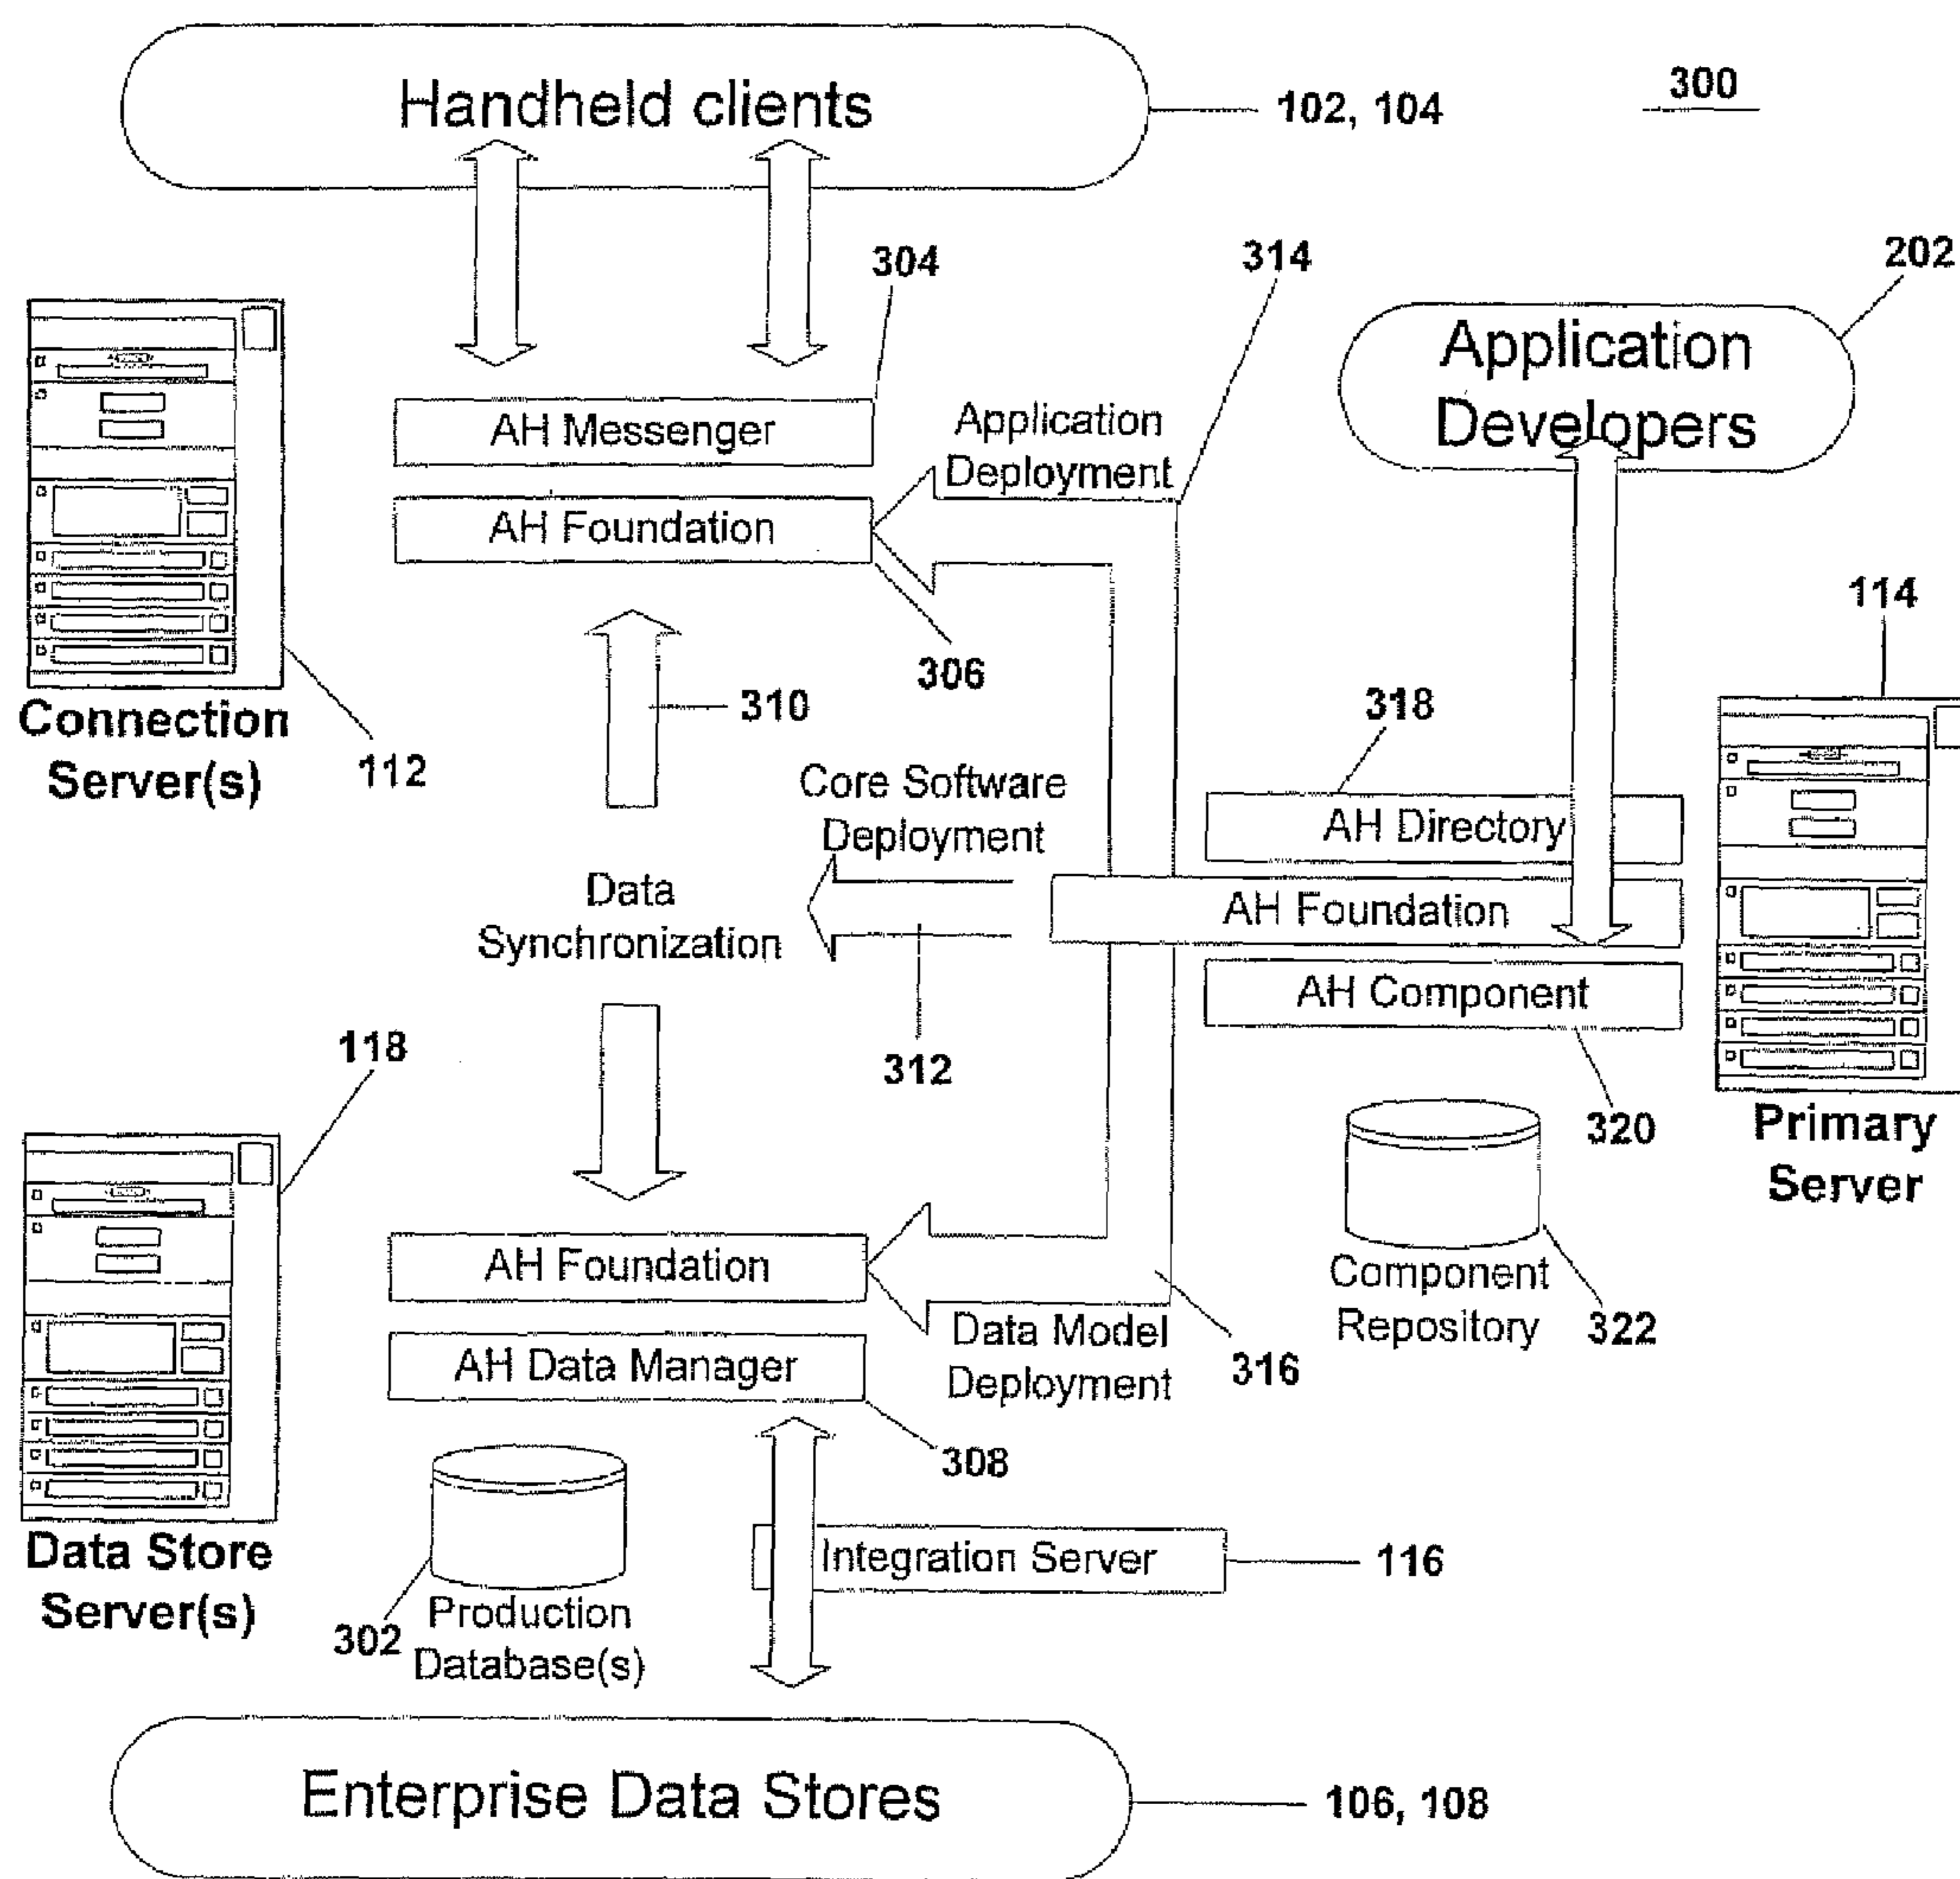 Handheld clients
102, 104
300
304
314
202
Application
Developers
AH Messenger
Application
Deployment
AH Foundation
306
114
310
318
Connection
Server(s)
112
Core Software
Deployment
AH Directory
Data
Synchronization
AH Foundation
AH Component
312
118
320
Primary
Server
AH Foundation
Component
Repository
322
Data Model
Deployment
316
AH Data Manager
308
Data Store
Server(s)
Integration Server
116
302
Production
Database(s)
Enterprise Data Stores
106, 108